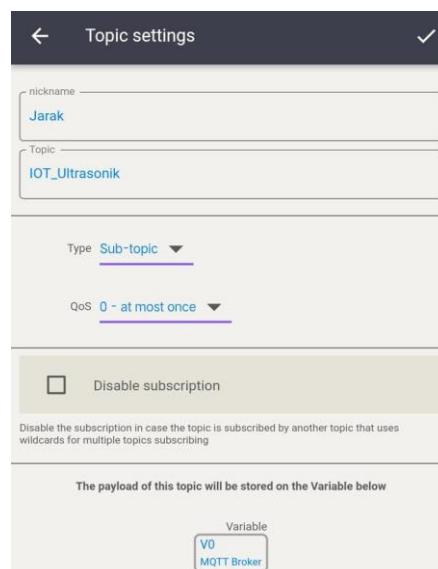 Topic settings
nickname
Jarak
Topic
IOT_Ultrasonik
Type Sub-topic
QoS 0 - at most once
Disable subscription
Disable the subscription in case the topic is subscribed by another topic that uses
wildcards for multiple topics subscribing
The payload of this topic will be stored on the Variable below
Variable
V0
MQTT Broker